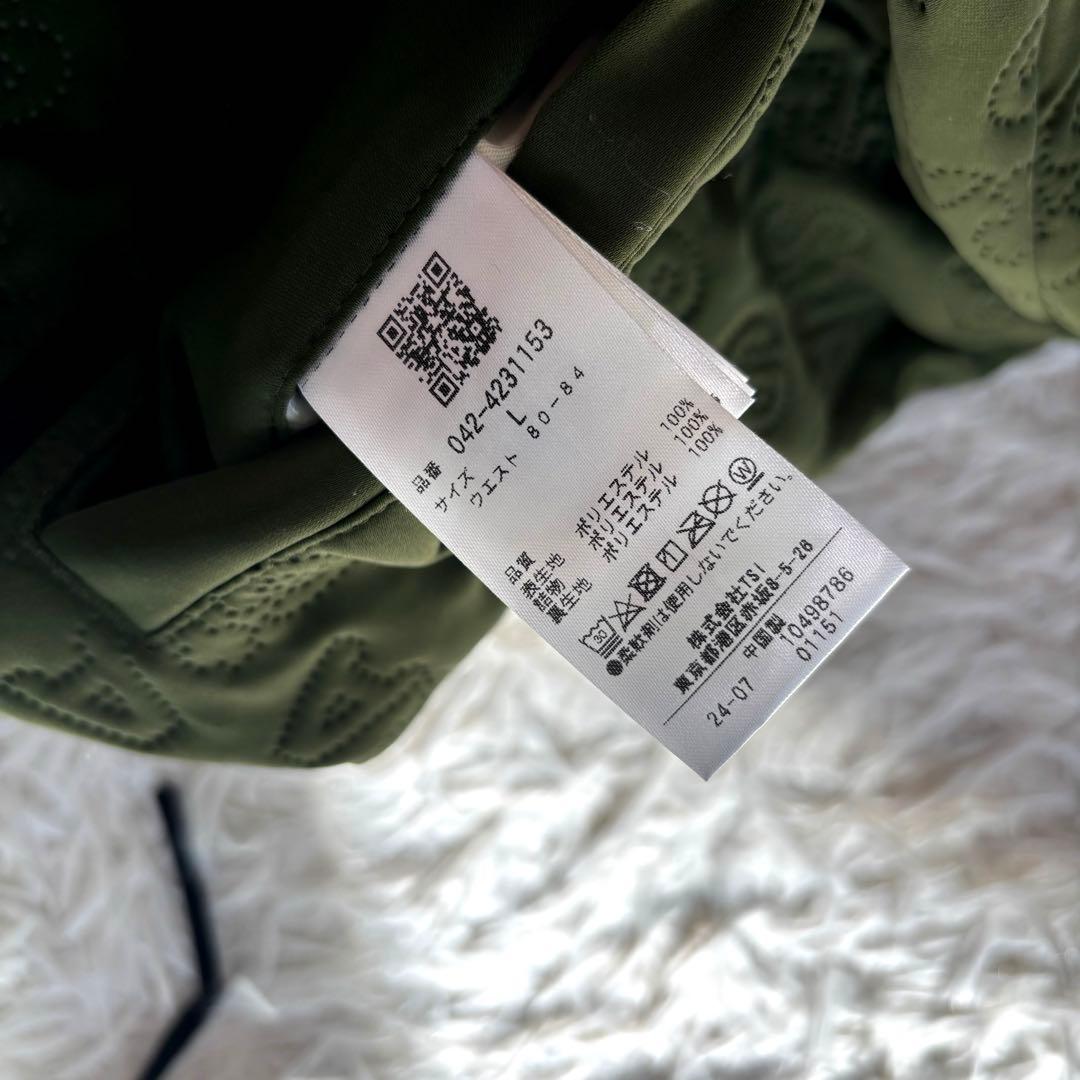 品番 042-4231153
サイズ L
ウエスト 80-84
品質
表生地 ポリエステル 100%
詰物 ポリエステル 100%
裏生地 ポリエステル 100%
30
W
●柔軟剤は使用しないでください。
株式会社TSI
東京都港区赤坂8-5-26
中国製 10498786
01151
24-07